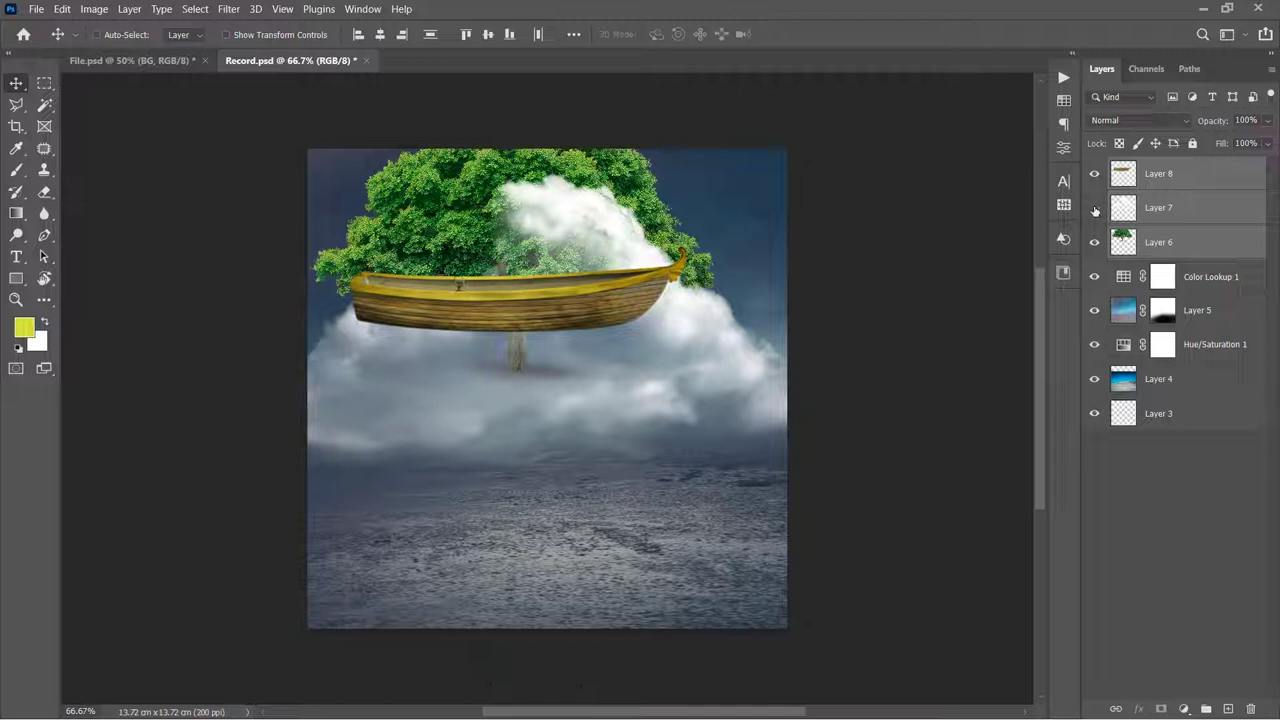 File Edit Image Layer Type Select Filter 3D View Plugins Window Help
Auto-Select: Layer Show Transform Controls 3D Mode:
File.psd @ 50% (BG, RGB/8) * Record.psd @ 66.7% (RGB/8) *
Layers Channels Paths
Kind
Normal Opacity: 100%
Lock: Fill: 100%
Layer 8
Layer 7
Layer 6
Color Lookup 1
Layer 5
Hue/Saturation 1
Layer 4
Layer 3
66.67% 13.72 cm x 13.72 cm (200 ppi)